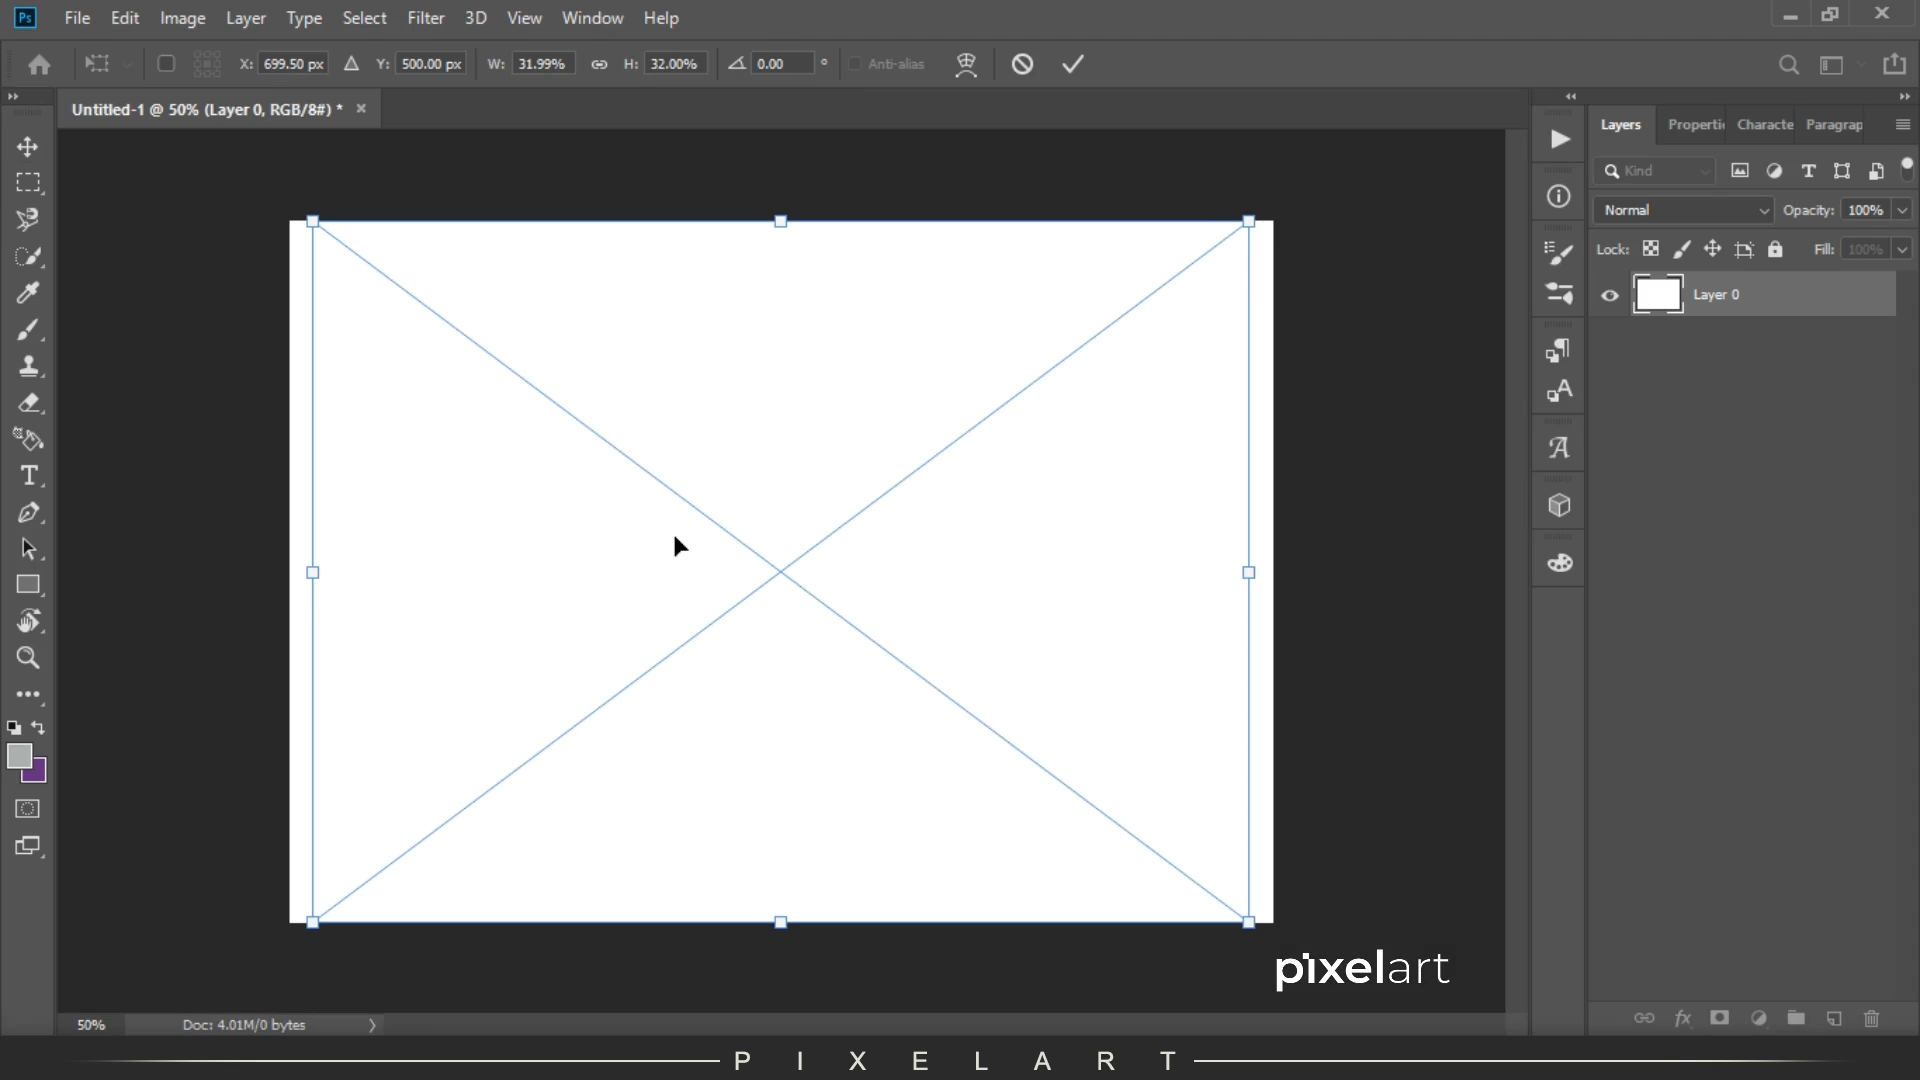 Ps File Edit Image Layer Type Select Filter 3D View Window Help
X: 699.50 px Y: 500.00 px W: 31.99% H: 32.00% 0.00 ° Anti-alias
Untitled-1 @ 50% (Layer 0, RGB/8#) * ×
Layers Properti Characte Paragrap
Kind
Normal Opacity: 100%
Lock: Fill: 100%
Layer 0
pixelart
50% Doc: 4.01M/0 bytes
P I X E L A R T